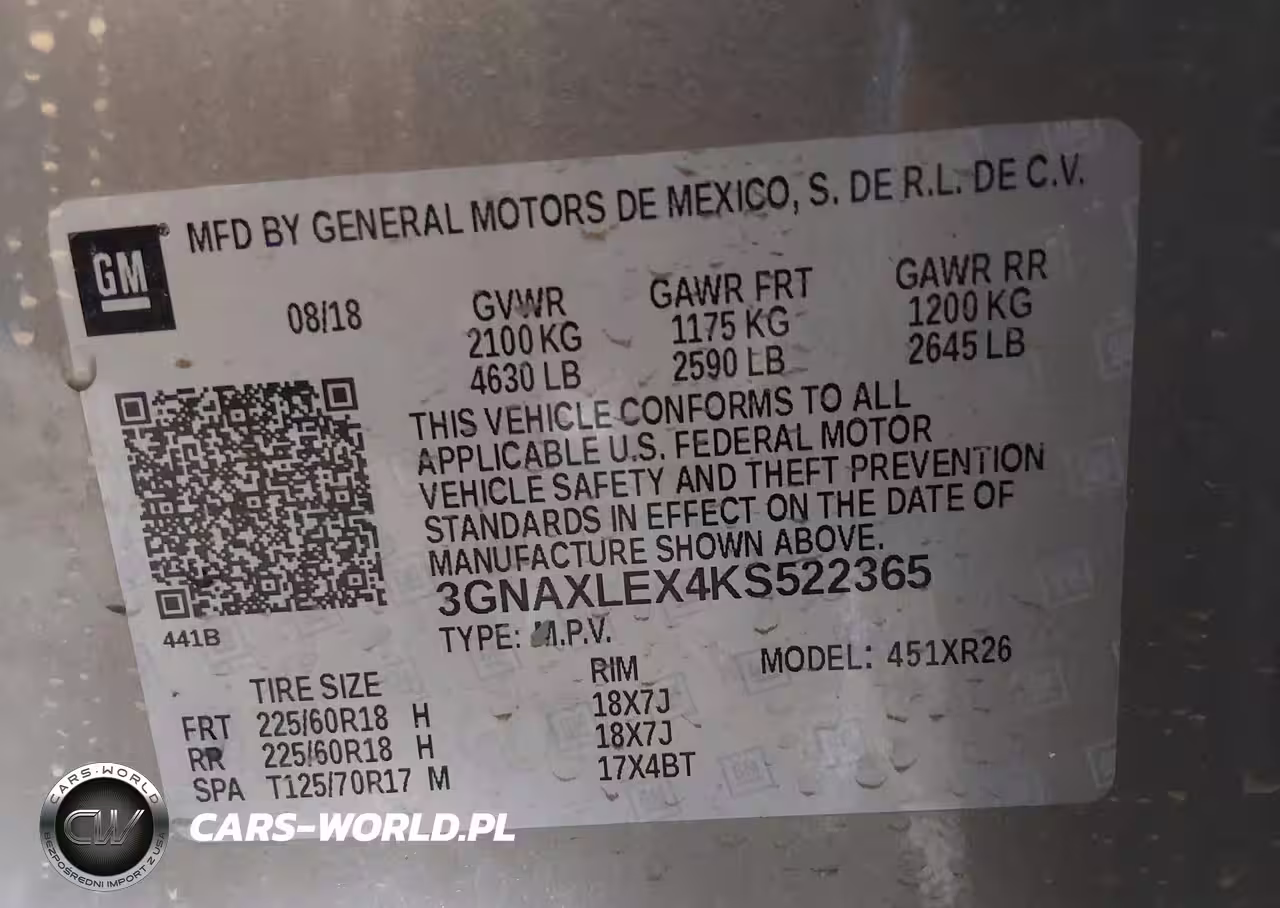 MFD BY GENERAL MOTORS DE MEXICO, S. DE R.L. DE C.V.
GM
®
08/18
GVWR GAWR FRT GAWR RR
2100 KG 1175 KG 1200 KG
4630 LB 2590 LB 2645 LB
THIS VEHICLE CONFORMS TO ALL
APPLICABLE U.S. FEDERAL MOTOR
VEHICLE SAFETY AND THEFT PREVENTION
STANDARDS IN EFFECT ON THE DATE OF
MANUFACTURE SHOWN ABOVE.
3GNAXLEX4KS522365
441B
TYPE: M.P.V.
MODEL: 451XR26
TIRE SIZE RIM
FRT 225/60R18 H 18X7J
RR 225/60R18 H 18X7J
SPA T125/70R17 M 17X4BT
CARS-WORLD
CW
BEZPOŚREDNI IMPORT Z USA
CARS-WORLD.PL